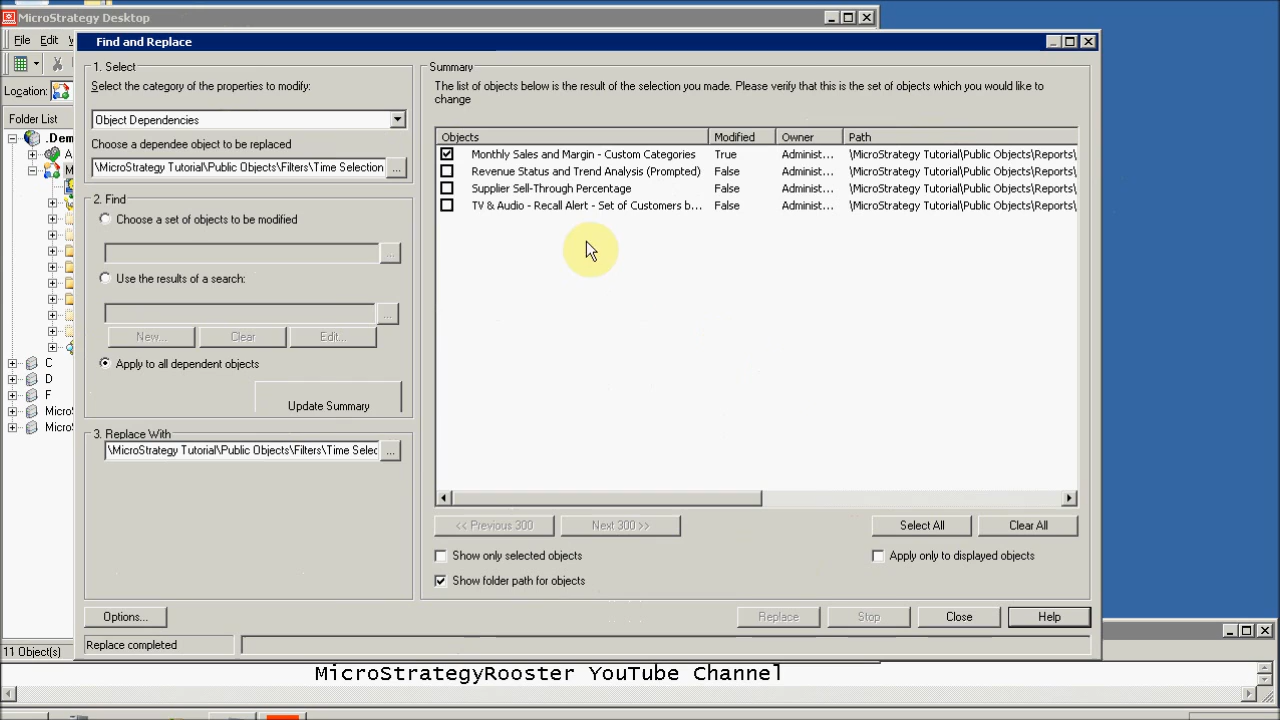 MicroStrategy Desktop
File Edit
Location:
Folder List
.Dem
A
M
C
D
F
MicroS
MicroS
11 Object(s)
Find and Replace
1. Select
Select the category of the properties to modify:
Object Dependencies
Choose a dependee object to be replaced
\MicroStrategy Tutorial\Public Objects\Filters\Time Selection
...
2. Find
Choose a set of objects to be modified
...
Use the results of a search:
...
New... Clear Edit...
Apply to all dependent objects
Update Summary
3. Replace With
\MicroStrategy Tutorial\Public Objects\Filters\Time Selec
...
Options...
Replace completed
Summary
The list of objects below is the result of the selection you made. Please verify that this is the set of objects which you would like to
change
Objects Modified Owner Path
Monthly Sales and Margin - Custom Categories True Administ... \MicroStrategy Tutorial\Public Objects\Reports\
Revenue Status and Trend Analysis (Prompted) False Administ... \MicroStrategy Tutorial\Public Objects\Reports\
Supplier Sell-Through Percentage False Administ... \MicroStrategy Tutorial\Public Objects\Reports\
TV & Audio - Recall Alert - Set of Customers b... False Administ... \MicroStrategy Tutorial\Public Objects\Reports\
<< Previous 300 Next 300 >> Select All Clear All
Show only selected objects Apply only to displayed objects
Show folder path for objects
Replace Stop Close Help
MicroStrategyRooster YouTube Channel